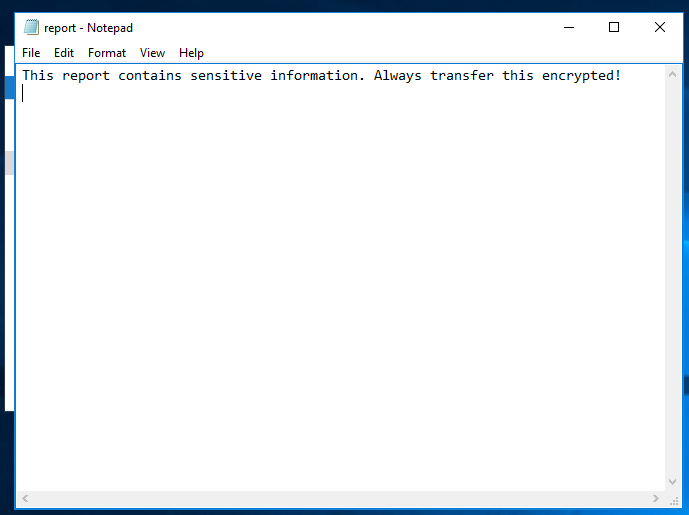 report - Notepad
File Edit Format View Help
This report contains sensitive information. Always transfer this encrypted!